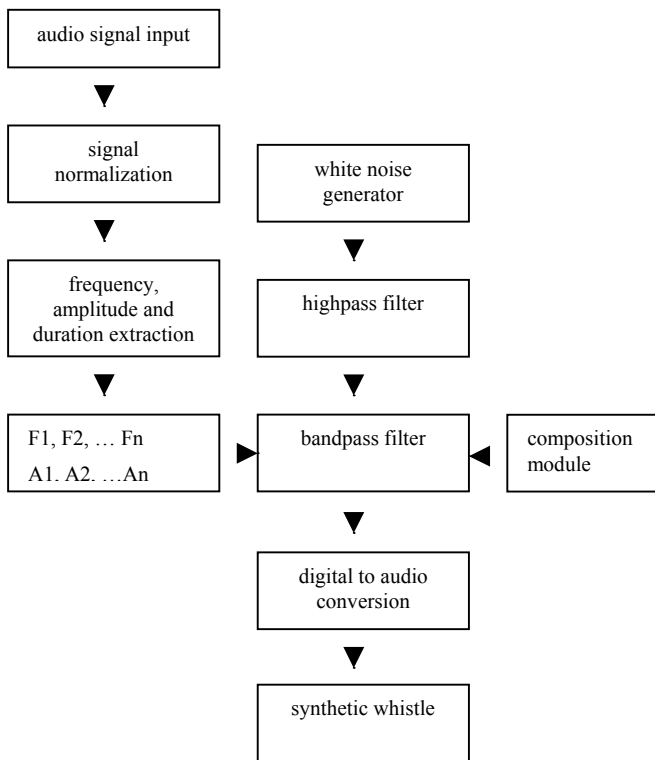 audio signal input
signal
normalization
white noise
generator
frequency,
amplitude and
duration extraction
highpass filter
F1, F2, … Fn
A1, A2, …An
bandpass filter
composition
module
digital to audio
conversion
synthetic whistle